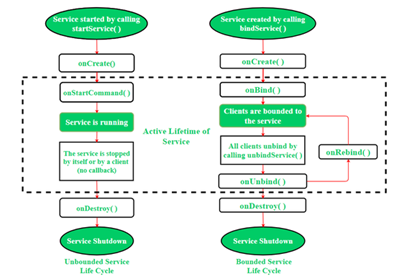 Service started by calling
startService( )
onCreate()
onStartCommand( )
Service is running
The service is stopped
by itself or by a client
(no callback)
onDestroy( )
Service Shutdown
Unbounded Service
Life Cycle
Active Lifetime of
Service
Service created by calling
bindService( )
onCreate( )
onBind( )
Clients are bounded to
the service
All clients unbind by
calling unbindService( )
onRebind( )
onUnbind( )
onDestroy( )
Service Shutdown
Bounded Service
Life Cycle